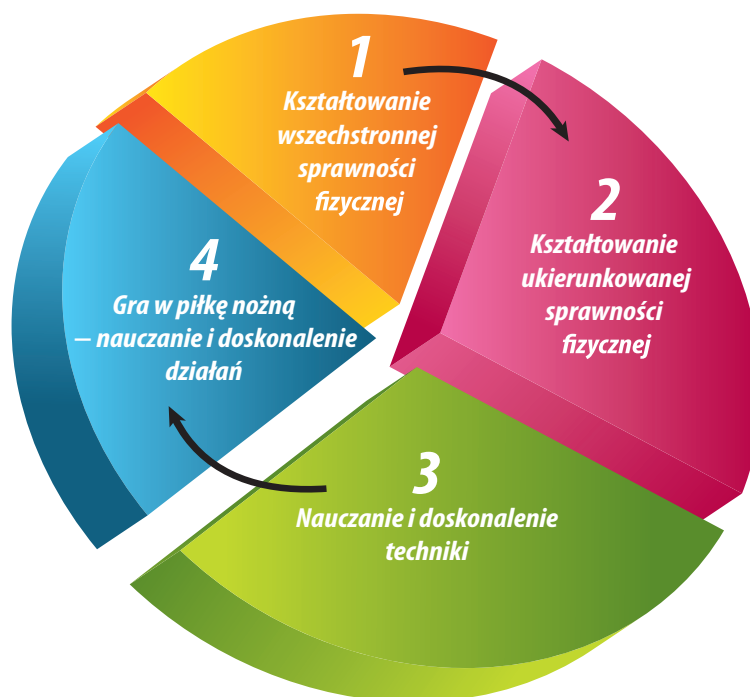 1
Kształtowanie
wszechstronnej
sprawności
fizycznej
2
Kształtowanie
ukierunkowanej
sprawności
fizycznej
3
Nauczanie i doskonalenie
techniki
4
Gra w piłkę nożną
– nauczanie i doskonalenie
działań